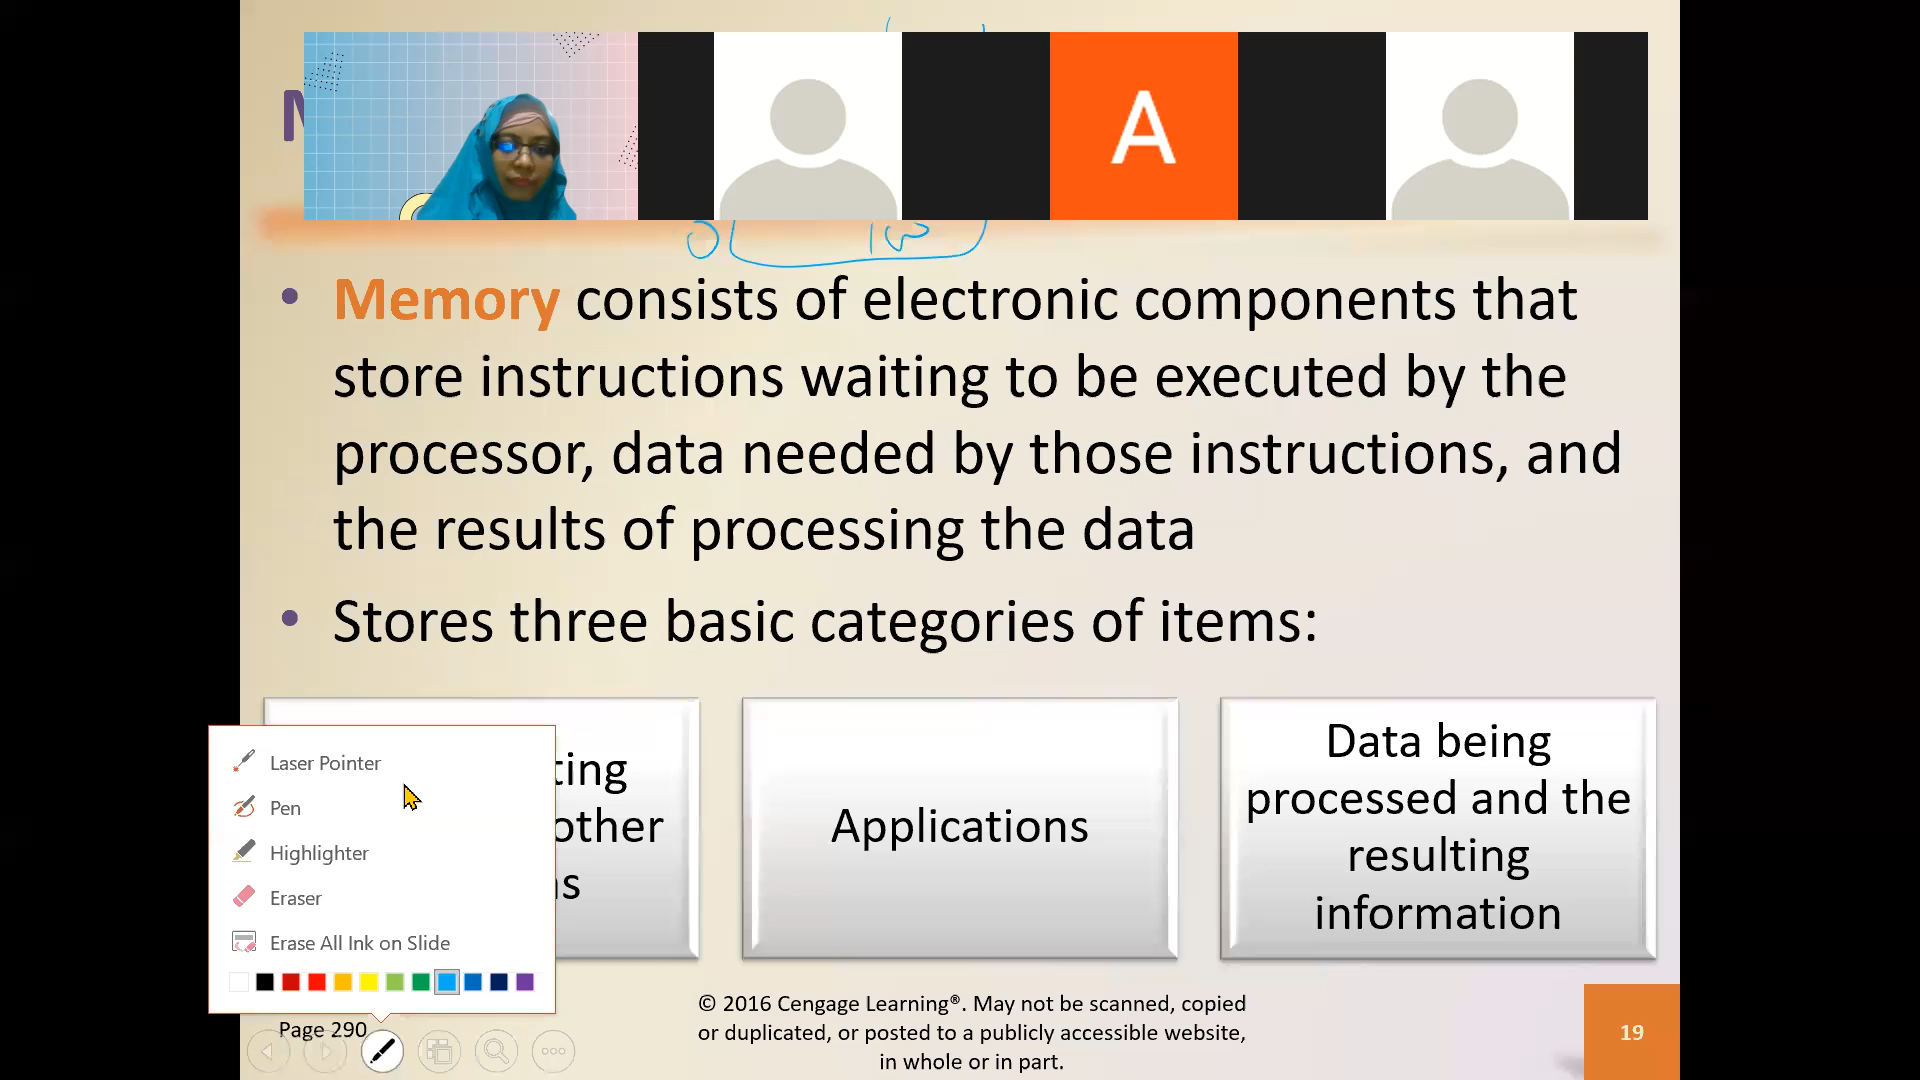 M
A
Memory consists of electronic components that
store instructions waiting to be executed by the
processor, data needed by those instructions, and
the results of processing the data
Stores three basic categories of items:
ting
other
ns
Applications
Data being
processed and the
resulting
information
Laser Pointer
Pen
Highlighter
Eraser
Erase All Ink on Slide
Page 290
© 2016 Cengage Learning®. May not be scanned, copied
or duplicated, or posted to a publicly accessible website,
in whole or in part.
19